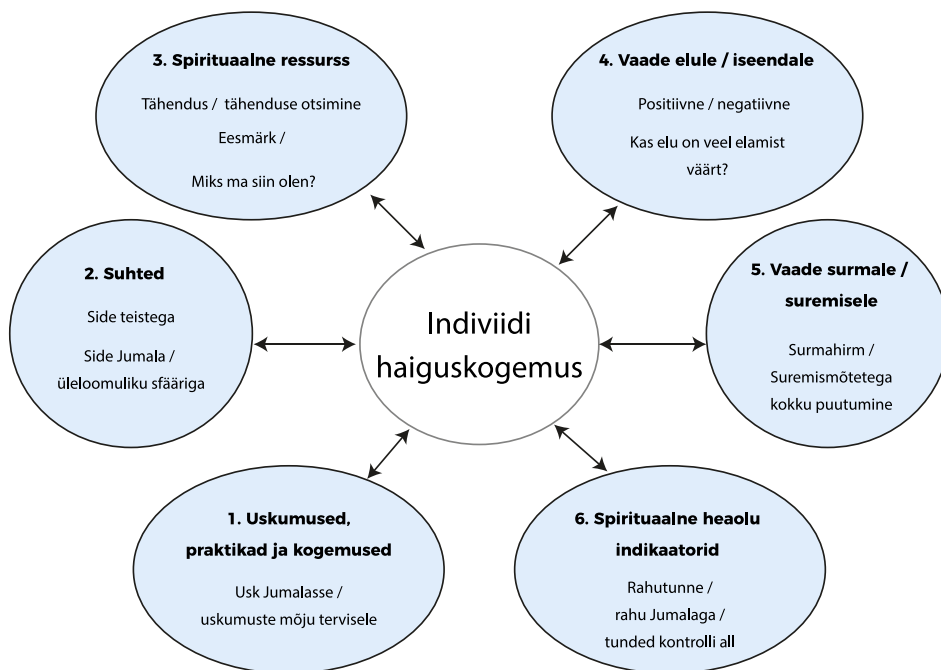 3. Spirituaalne ressurss
Tähendus / tähenduse otsimine
Eesmärk /
Miks ma siin olen?
4. Vaade elule / iseendale
Positiivne / negatiivne
Kas elu on veel elamist
väärt?
2. Suhted
Side teistega
Side Jumala /
üleloomuliku sfääriga
Indiviidi
haiguskogemus
5. Vaade surmale /
suremisele
Surmahirm /
Suremismõtetega
kokku puutumine
1. Uskumused,
praktikad ja kogemused
Usk Jumalasse /
uskumuste mõju tervisele
6. Spirituaalne heaolu
indikaatorid
Rahutunne /
rahu Jumalaga /
tunded kontrolli all